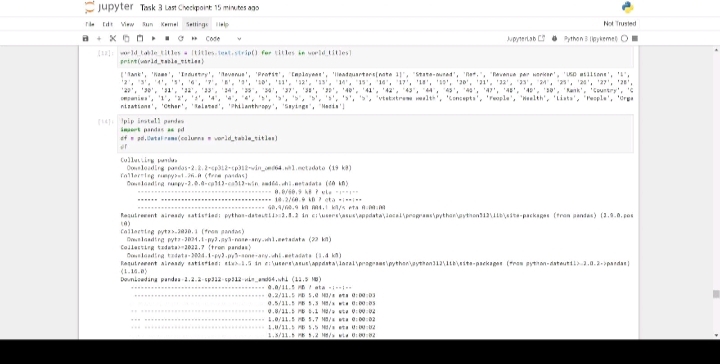 jupyter Task 3 Last Checkpoint: 15 minutes ago
File Edit View Run Kernel Settings Help
Not Trusted
Code
JupyterLab
Python 3 (ipykernel)
world_table_titles = [titles.text.strip() for titles in world_titles]
print(world_table_titles)
['Rank', 'Name', 'Industry', 'Revenue', 'Profit', 'Employees', 'Headquarters[note 1]', 'State-owned', 'Ref.', 'Revenue per worker', 'USD millions', '1',
'2', '3', '4', '5', '6', '7', '8', '9', '10', '11', '12', '13', '14', '15', '16', '17', '18', '19', '20', '21', '22', '23', '24', '25', '26', '27', '28',
'29', '30', '31', '32', '33', '34', '35', '36', '37', '38', '39', '40', '41', '42', '43', '44', '45', '46', '47', '48', '49', '50', 'Rank', 'Country', 'C
ompanies', '1', '2', '3', '4', '4', '4', '5', '5', '5', '5', '5', '5', '5', 'Extreme wealth', 'Concepts', 'People', 'Wealth', 'Lists', 'People', 'Orga
nizations', 'Other', 'Related', 'Philanthropy', 'Sayings', 'Media']
!pip install pandas
import pandas as pd
df = pd.DataFrame(columns = world_table_titles)
df
Collecting pandas
Downloading pandas-2.2.2-cp312-cp312-win_amd64.whl.metadata (19 kB)
Collecting numpy>=1.26.0 (from pandas)
Downloading numpy-2.0.0-cp312-cp312-win_amd64.whl.metadata (60 kB)
0.0/60.9 kB ? eta -:--:--
10.2/60.9 kB ? eta -:--:--
60.9/60.9 kB eta 0:00:00
Requirement already satisfied: python-dateutil>=2.8.2 in c:\users\asus\appdata\local\programs\python\python312\lib\site-packages (from pandas) (2.9.0.pos
t0)
Collecting pytz>=2020.1 (from pandas)
Downloading pytz-2024.1-py2.py3-none-any.whl.metadata (22 kB)
Collecting tzdata>=2022.7 (from pandas)
Downloading tzdata-2024.1-py2.py3-none-any.whl.metadata (1.4 kB)
Requirement already satisfied: six>=1.5 in c:\users\asus\appdata\local\programs\python\python312\lib\site-packages (from python-dateutil>=2.8.2->pandas)
(1.16.0)
Downloading pandas-2.2.2-cp312-cp312-win_amd64.whl (11.5 MB)
0.0/11.5 MB ? eta -:--:--
0.2/11.5 MB 5.0 MB/s eta 0:00:03
0.5/11.5 MB 5.3 MB/s eta 0:00:03
0.8/11.5 MB 6.1 MB/s eta 0:00:02
1.0/11.5 MB 5.7 MB/s eta 0:00:02
1.0/11.5 MB 5.5 MB/s eta 0:00:02
1.3/11.5 MB 5.2 MB/s eta 0:00:02